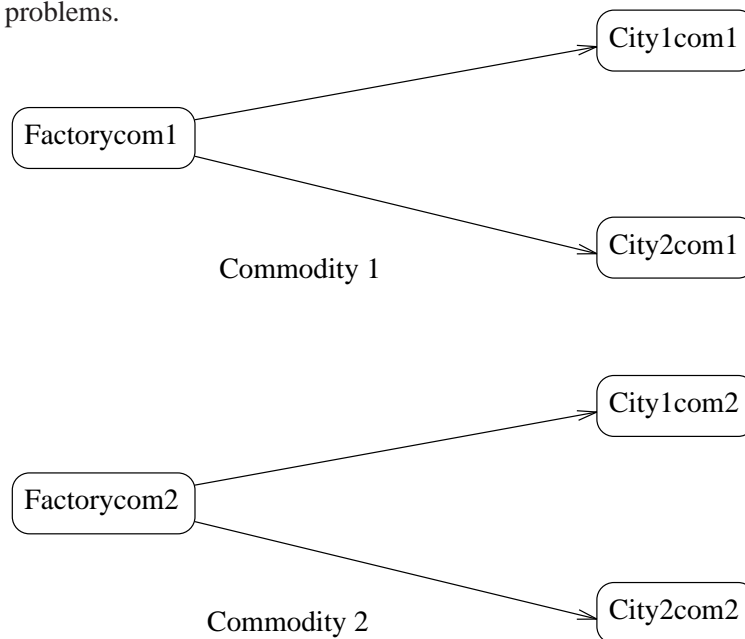 problems.
City1com1
Factorycom1
City2com1
Commodity 1
City1com2
Factorycom2
City2com2
Commodity 2